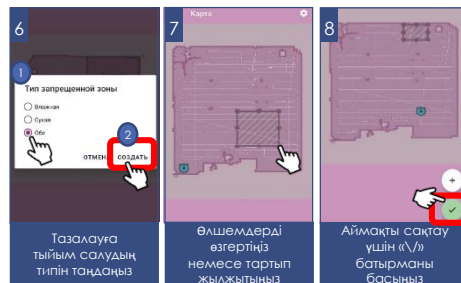 6
1
Тип запрещенной зоны
Влажная
Сухая
Оба
2
ОТМЕН
СОЗДАТЬ
Тазалауға
тыйым салудың
типін таңдаңыз
7
Карта
Өлшемдерді
өзгертіңіз
немесе тартып
жылжытыңыз
8
Аймақты сақтау
үшін «\/»
батырманы
басыңыз